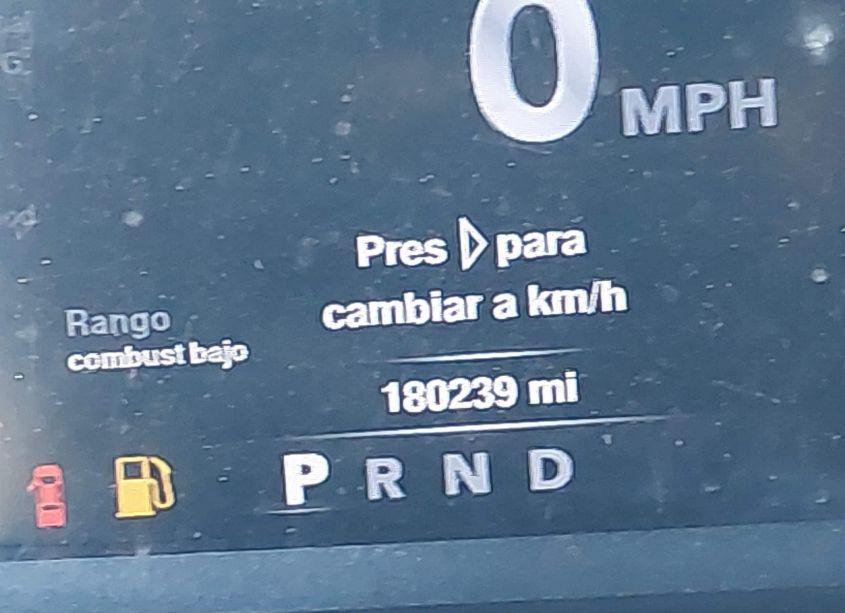 0 MPH
Pres ▷ para
cambiar a km/h
Rango
combust bajo
180239 mi
P R N D